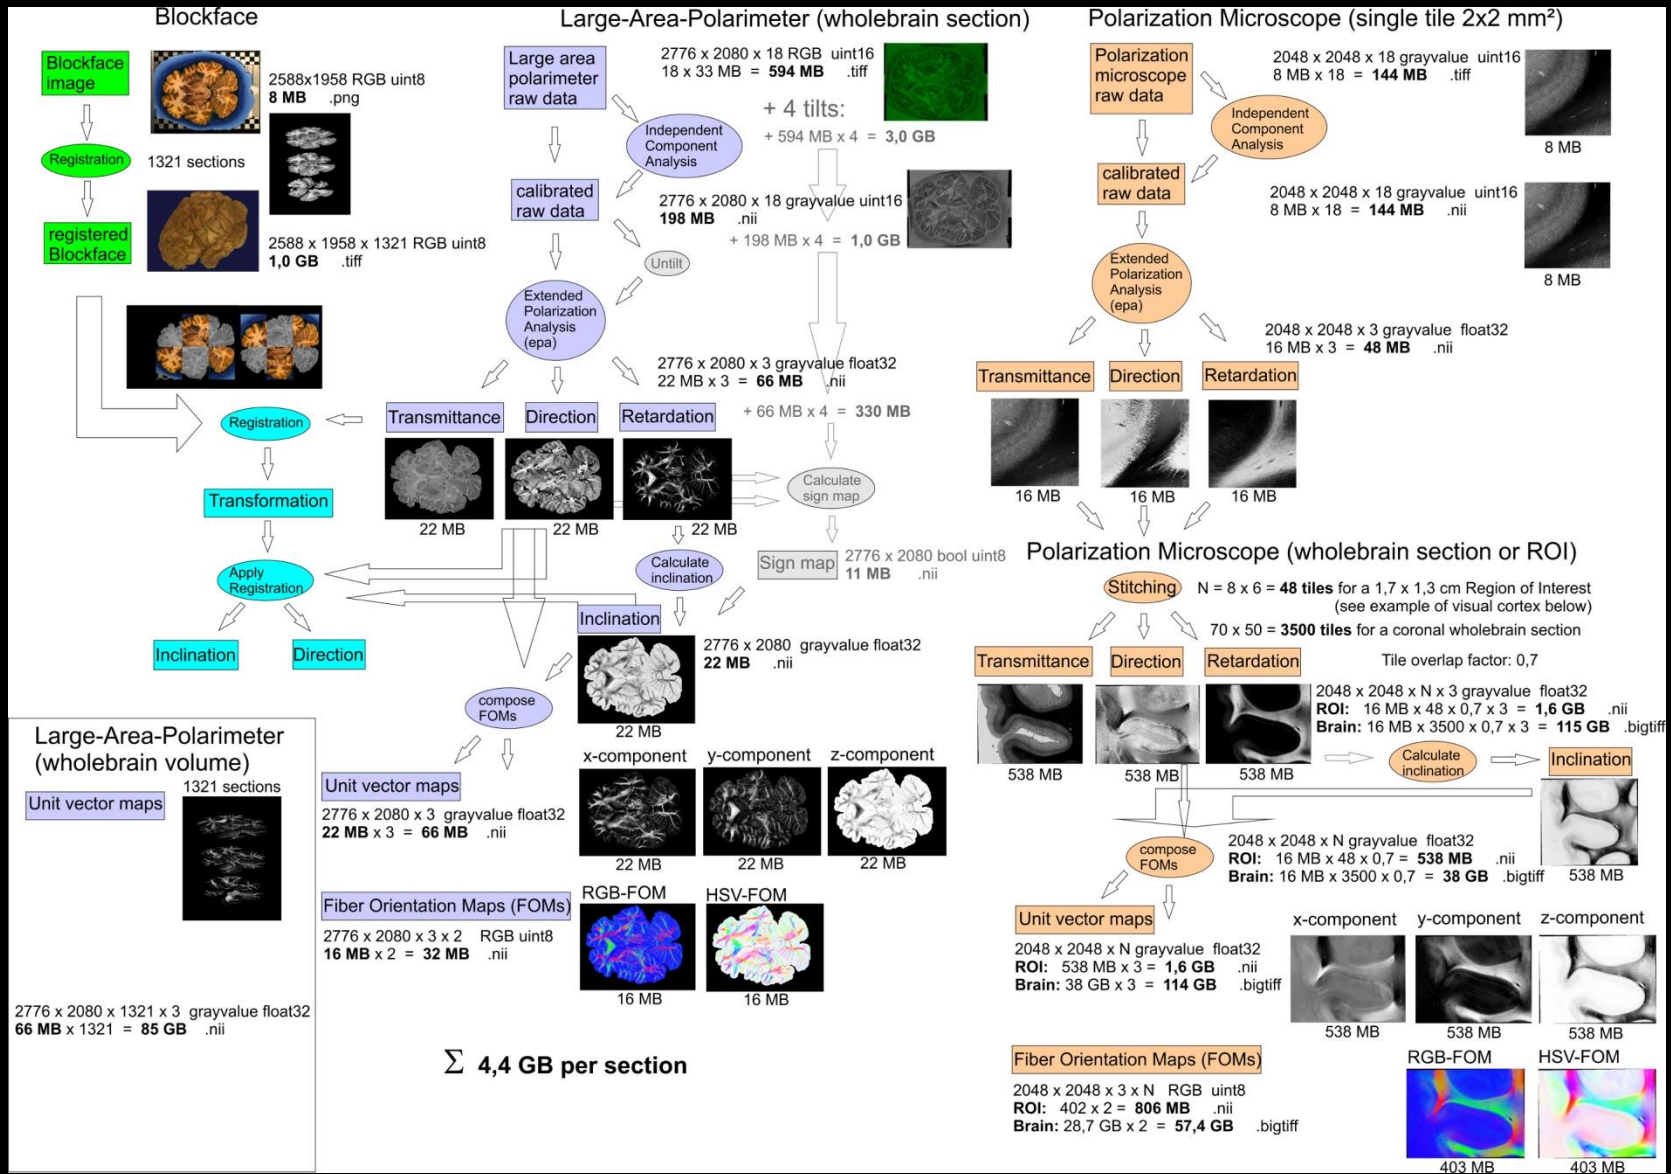 Blockface
Blockface
image
2588x1958 RGB uint8
8 MB .png
Registration
1321 sections
registered
Blockface
2588 x 1958 x 1321 RGB uint8
1,0 GB .tiff
Registration
Transformation
Apply
Registration
Inclination
Direction
Large-Area-Polarimeter
(wholebrain volume)
1321 sections
Unit vector maps
2776 x 2080 x 1321 x 3 grayvalue float32
66 MB x 1321 = 85 GB .nii
Large-Area-Polarimeter (wholebrain section)
Large area
polarimeter
raw data
2776 x 2080 x 18 RGB uint16
18 x 33 MB = 594 MB .tiff
+ 4 tilts:
+ 594 MB x 4 = 3,0 GB
Independent
Component
Analysis
calibrated
raw data
2776 x 2080 x 18 grayvalue uint16
198 MB .nii
+ 198 MB x 4 = 1,0 GB
Untilt
Extended
Polarization
Analysis
(epa)
2776 x 2080 x 3 grayvalue float32
22 MB x 3 = 66 MB .nii
+ 66 MB x 4 = 330 MB
Transmittance
Direction
Retardation
22 MB
22 MB
22 MB
Calculate
sign map
Sign map
2776 x 2080 bool uint8
11 MB .nii
Calculate
inclination
Inclination
2776 x 2080 grayvalue float32
22 MB .nii
22 MB
compose
FOMs
Unit vector maps
2776 x 2080 x 3 grayvalue float32
22 MB x 3 = 66 MB .nii
x-component
y-component
z-component
22 MB
22 MB
22 MB
Fiber Orientation Maps (FOMs)
2776 x 2080 x 3 x 2 RGB uint8
16 MB x 2 = 32 MB .nii
RGB-FOM
HSV-FOM
16 MB
16 MB
Σ 4,4 GB per section
Polarization Microscope (single tile 2x2 mm²)
Polarization
microscope
raw data
2048 x 2048 x 18 grayvalue uint16
8 MB x 18 = 144 MB .tiff
8 MB
Independent
Component
Analysis
calibrated
raw data
2048 x 2048 x 18 grayvalue uint16
8 MB x 18 = 144 MB .nii
8 MB
Extended
Polarization
Analysis
(epa)
2048 x 2048 x 3 grayvalue float32
16 MB x 3 = 48 MB .nii
Transmittance
Direction
Retardation
16 MB
16 MB
16 MB
Polarization Microscope (wholebrain section or ROI)
Stitching
N = 8 x 6 = 48 tiles for a 1,7 x 1,3 cm Region of Interest
(see example of visual cortex below)
70 x 50 = 3500 tiles for a coronal wholebrain section
Tile overlap factor: 0,7
Transmittance
Direction
Retardation
2048 x 2048 x N x 3 grayvalue float32
ROI: 16 MB x 48 x 0,7 x 3 = 1,6 GB .nii
Brain: 16 MB x 3500 x 0,7 x 3 = 115 GB .bigtiff
538 MB
538 MB
538 MB
Calculate
inclination
Inclination
compose
FOMs
2048 x 2048 x N grayvalue float32
ROI: 16 MB x 48 x 0,7 = 538 MB .nii
Brain: 16 MB x 3500 x 0,7 = 38 GB .bigtiff
538 MB
Unit vector maps
2048 x 2048 x N grayvalue float32
ROI: 538 MB x 3 = 1,6 GB .nii
Brain: 38 GB x 3 = 114 GB .bigtiff
x-component
y-component
z-component
538 MB
538 MB
538 MB
Fiber Orientation Maps (FOMs)
2048 x 2048 x 3 x N RGB uint8
ROI: 402 x 2 = 806 MB .nii
Brain: 28,7 GB x 2 = 57,4 GB .bigtiff
RGB-FOM
HSV-FOM
403 MB
403 MB